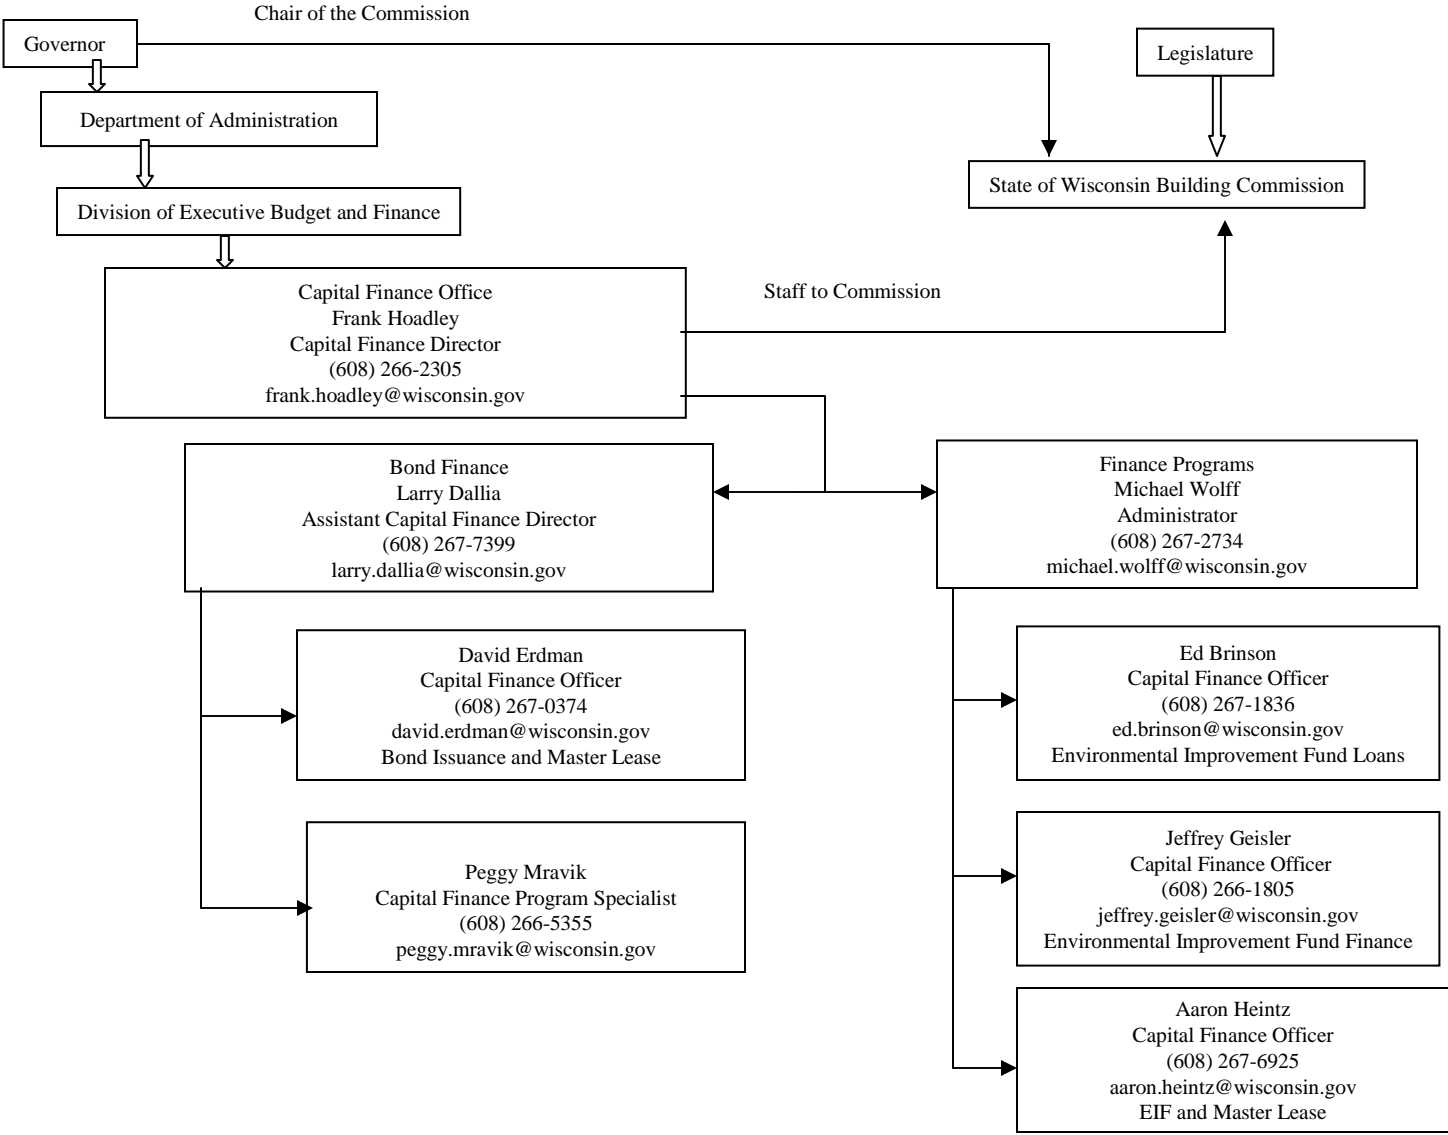 Chair of the Commission
Governor
Legislature
Department of Administration
State of Wisconsin Building Commission
Division of Executive Budget and Finance
Capital Finance Office
Frank Hoadley
Capital Finance Director
(608) 266-2305
frank.hoadley@wisconsin.gov
Staff to Commission
Bond Finance
Larry Dallia
Assistant Capital Finance Director
(608) 267-7399
larry.dallia@wisconsin.gov
Finance Programs
Michael Wolff
Administrator
(608) 267-2734
michael.wolff@wisconsin.gov
David Erdman
Capital Finance Officer
(608) 267-0374
david.erdman@wisconsin.gov
Bond Issuance and Master Lease
Ed Brinson
Capital Finance Officer
(608) 267-1836
ed.brinson@wisconsin.gov
Environmental Improvement Fund Loans
Peggy Mravik
Capital Finance Program Specialist
(608) 266-5355
peggy.mravik@wisconsin.gov
Jeffrey Geisler
Capital Finance Officer
(608) 266-1805
jeffrey.geisler@wisconsin.gov
Environmental Improvement Fund Finance
Aaron Heintz
Capital Finance Officer
(608) 267-6925
aaron.heintz@wisconsin.gov
EIF and Master Lease